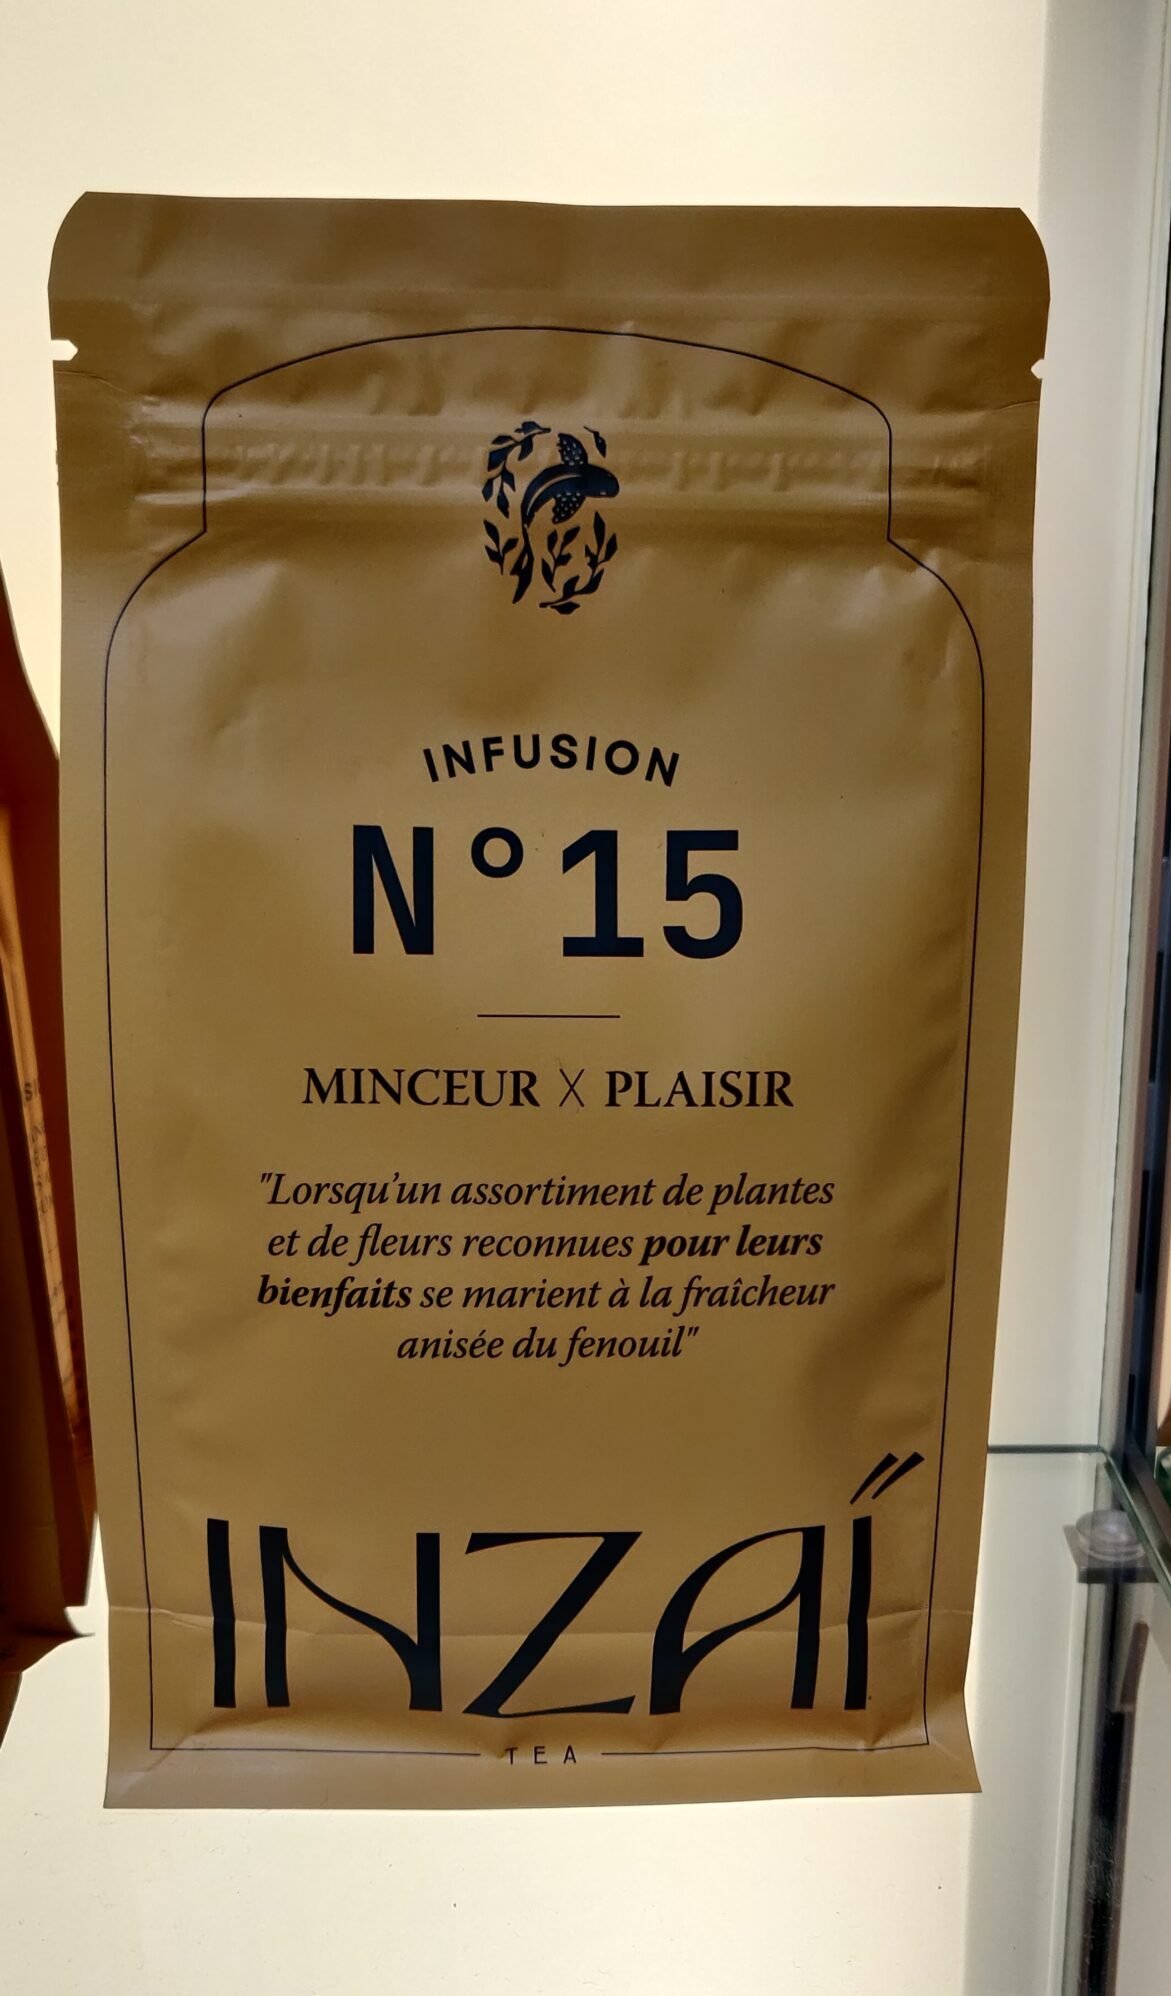 INFUSION
N°15
MINCEUR X PLAISIR
"Lorsqu'un assortiment de plantes
et de fleurs reconnues pour leurs
bienfaits se marient à la fraîcheur
anisée du fenouil"
INZAÏ
TEA